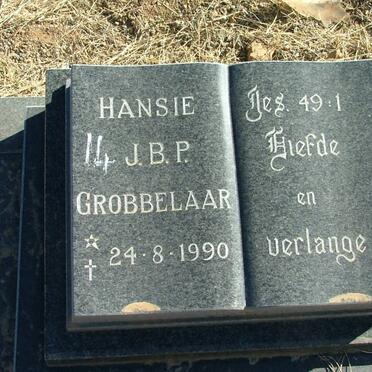 HANSIE
14 J.B.P.
GROBBELAAR
☆
† 24·8·1990
Jes. 49:1
Liefde
en
verlange